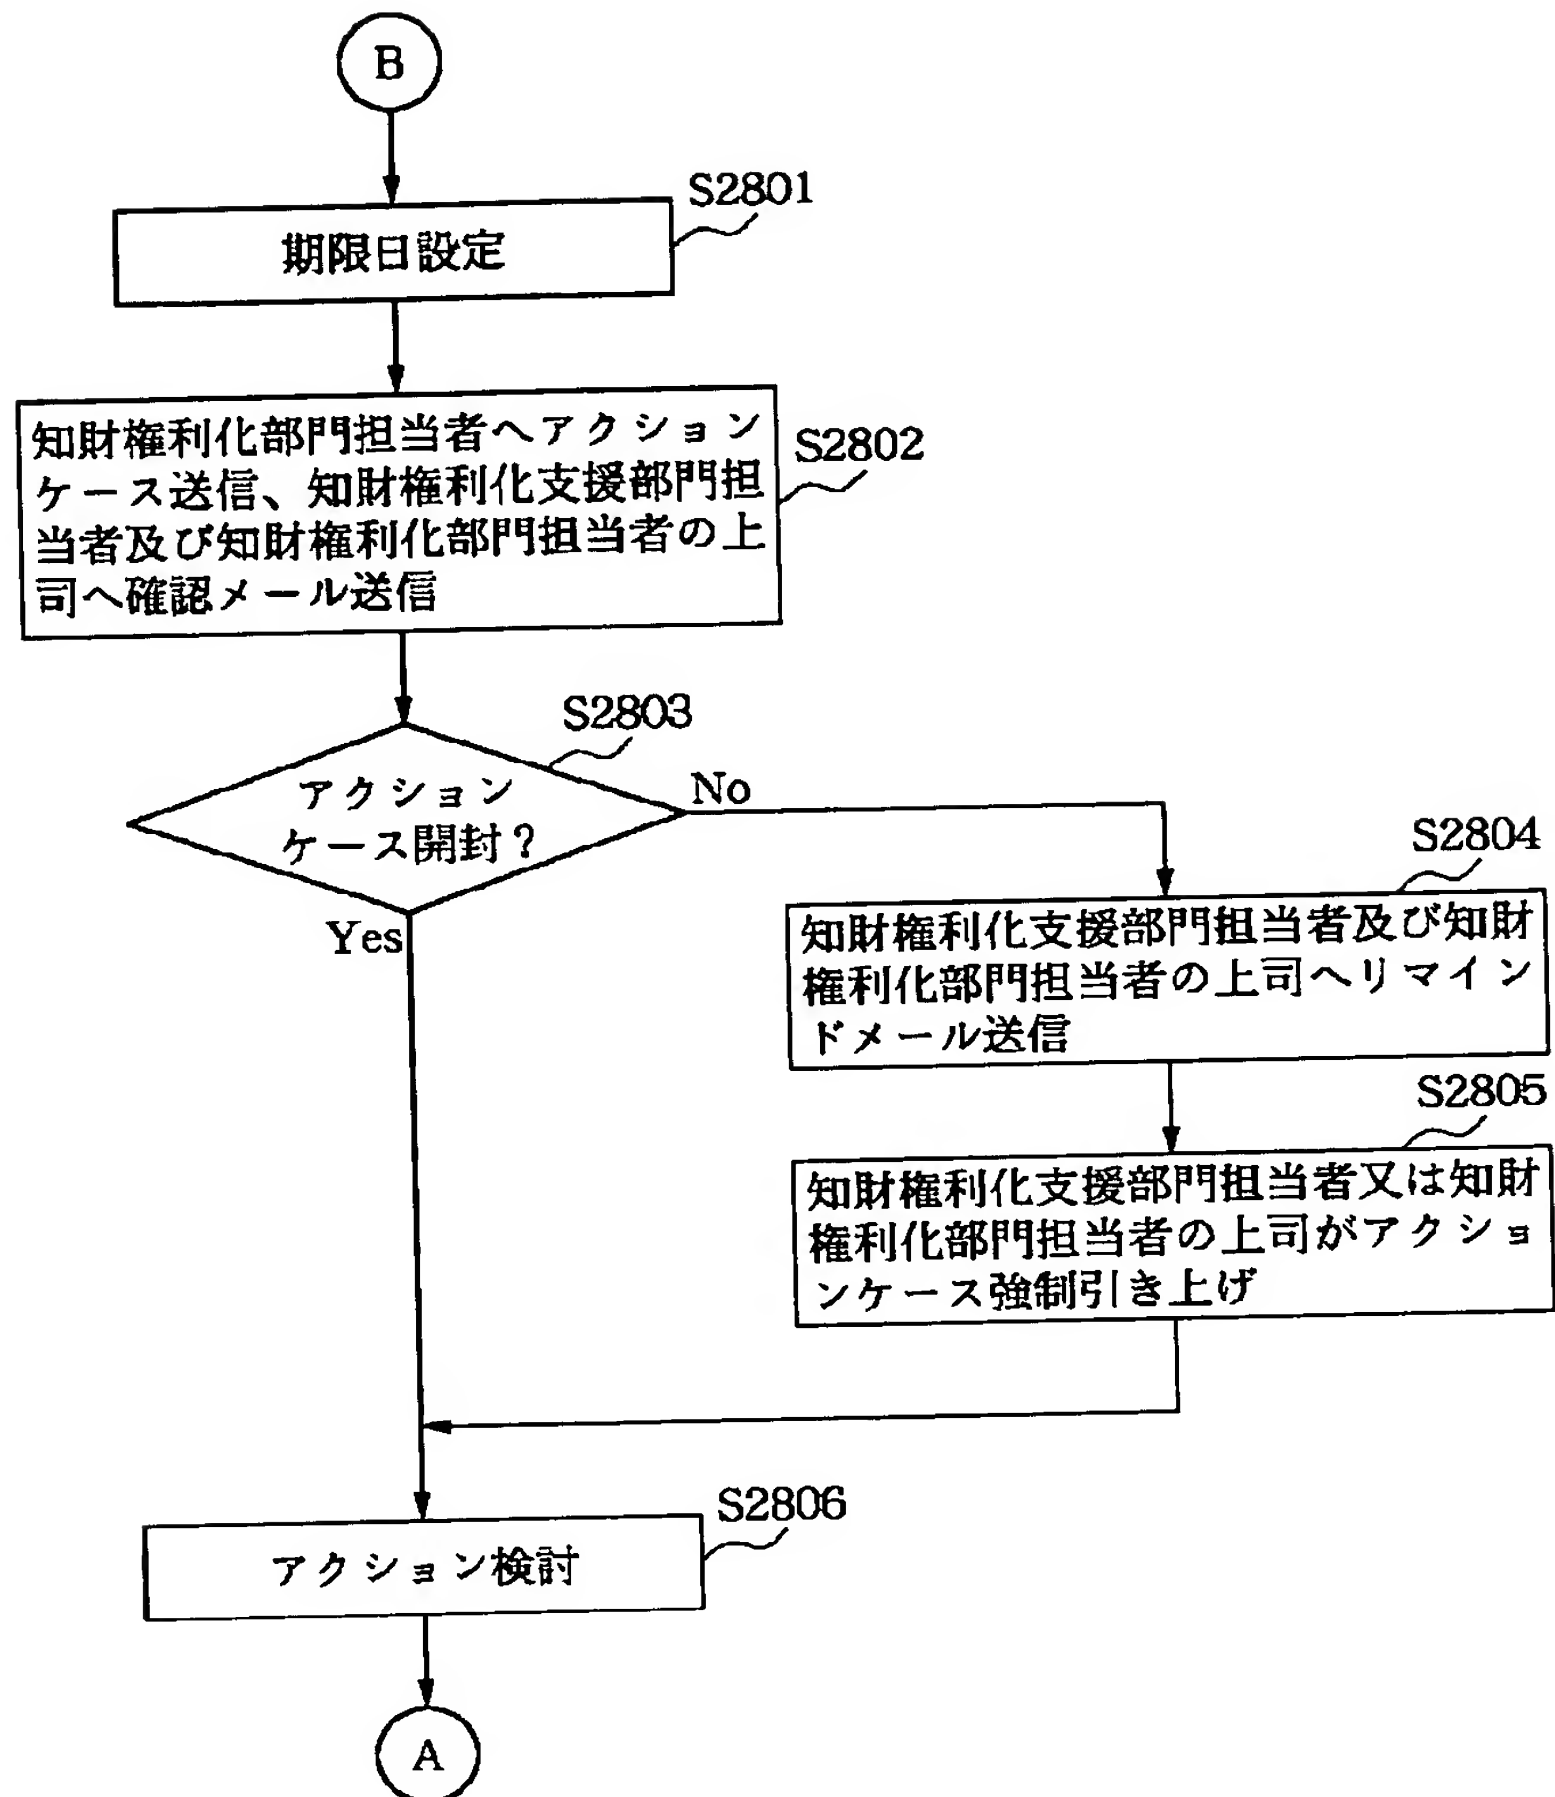 B
S2801
期限日設定
知財権利化部門担当者へアクション
ケース送信、知財権利化支援部門担
当者及び知財権利化部門担当者の上
司へ確認メール送信
S2802
S2803
アクション
ケース開封？
No
Yes
S2804
知財権利化支援部門担当者及び知財
権利化部門担当者の上司へリマイン
ドメール送信
S2805
知財権利化支援部門担当者又は知財
権利化部門担当者の上司がアクショ
ンケース強制引き上げ
S2806
アクション検討
A